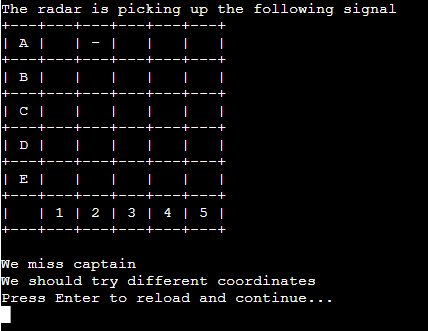 The radar is picking up the following signal
+---+---+---+---+---+---+
| A |   | - |   |   |   |
+---+---+---+---+---+---+
| B |   |   |   |   |   |
+---+---+---+---+---+---+
| C |   |   |   |   |   |
+---+---+---+---+---+---+
| D |   |   |   |   |   |
+---+---+---+---+---+---+
| E |   |   |   |   |   |
+---+---+---+---+---+---+
|   | 1 | 2 | 3 | 4 | 5 |
+---+---+---+---+---+---+
We miss captain
We should try different coordinates
Press Enter to reload and continue...